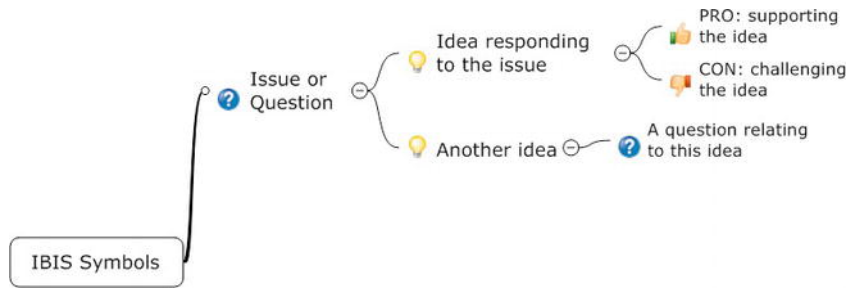 Issue or
Question
Idea responding
to the issue
PRO: supporting
the idea
CON: challenging
the idea
Another idea
A question relating
to this idea
IBIS Symbols